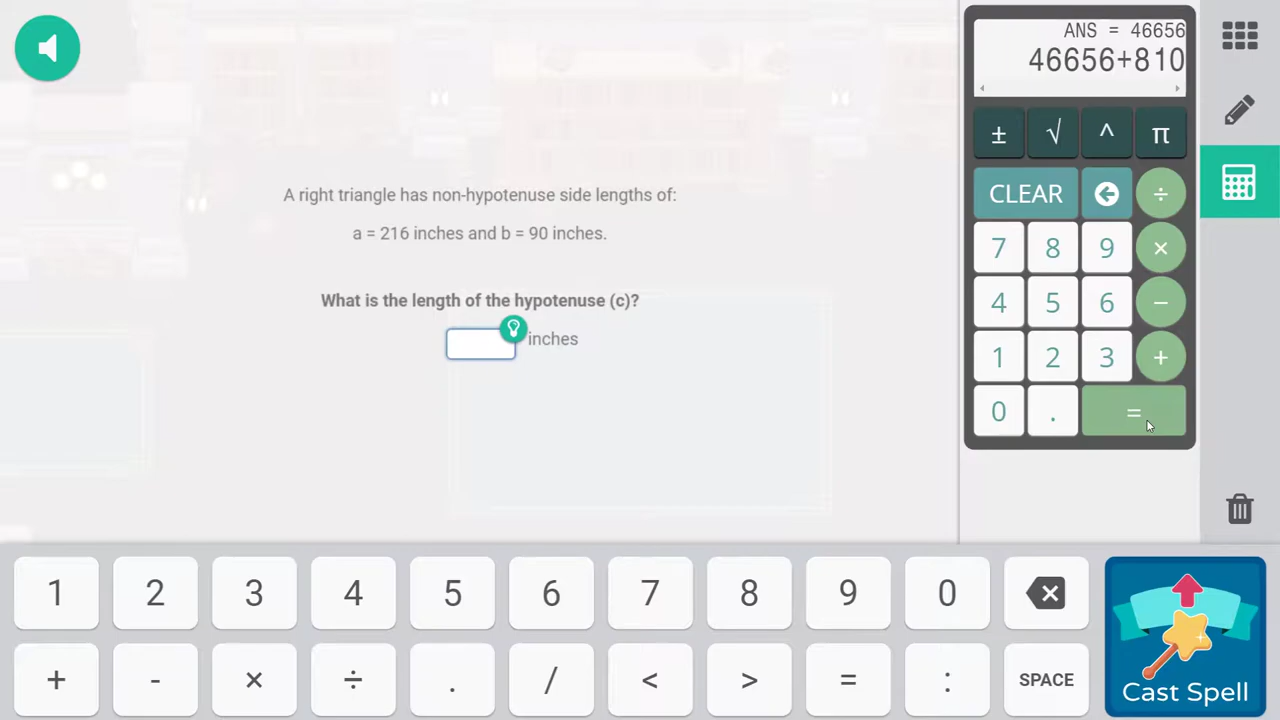 A right triangle has non-hypotenuse side lengths of:
a = 216 inches and b = 90 inches.
What is the length of the hypotenuse (c)?
inches
ANS = 46656
46656+810
± √ ^ π
CLEAR ÷
7 8 9 ×
4 5 6 −
1 2 3 +
0 . =
1 2 3 4 5 6 7 8 9 0
+ - × ÷ . / < > = : SPACE
Cast Spell